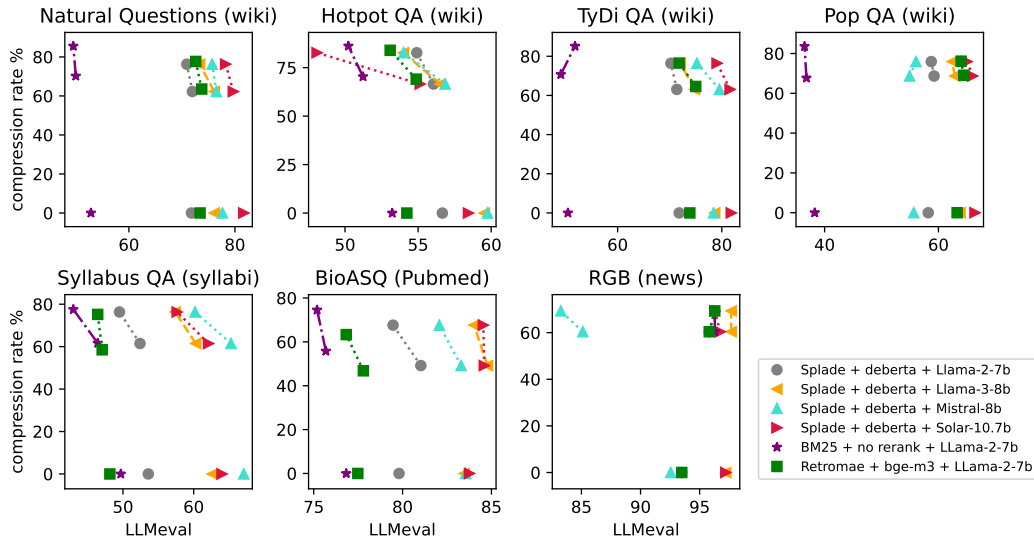 Natural Questions (wiki)
Hotpot QA (wiki)
TyDi QA (wiki)
Pop QA (wiki)
compression rate %
80
60
40
20
0
60
80
75
50
25
0
50
55
60
80
60
40
20
0
60
80
80
60
40
20
0
40
60
Syllabus QA (syllabi)
BioASQ (Pubmed)
RGB (news)
compression rate %
80
60
40
20
0
50
60
70
LLMeval
80
60
40
20
0
75
80
85
LLMeval
80
60
40
20
0
85
90
95
LLMeval
Splade + deberta + Llama-2-7b
Splade + deberta + Llama-3-8b
Splade + deberta + Mistral-8b
Splade + deberta + Solar-10.7b
BM25 + no rerank + LLama-2-7b
Retromae + bge-m3 + LLama-2-7b